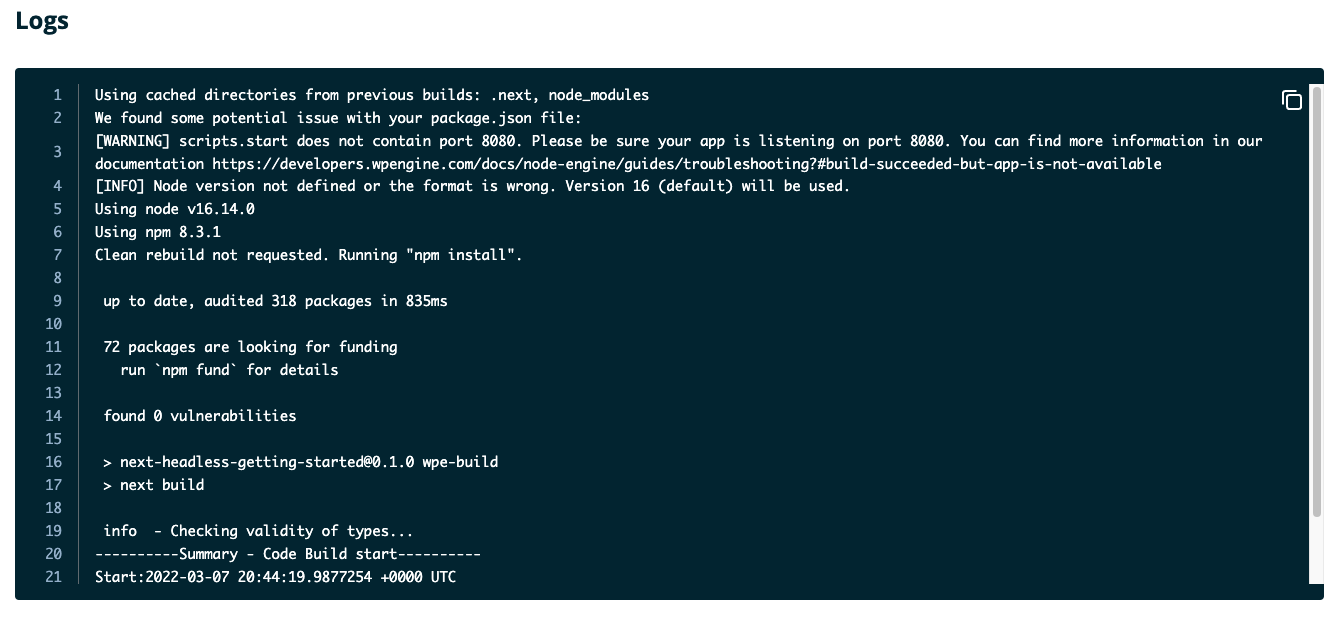 Logs
1 Using cached directories from previous builds: .next, node_modules
2 We found some potential issue with your package.json file:
[WARNING] scripts.start does not contain port 8080. Please be sure your app is listening on port 8080. You can find more information in our
3 documentation https://developers.wpengine.com/docs/node-engine/guides/troubleshooting?#build-succeeded-but-app-is-not-available
4 [INFO] Node version not defined or the format is wrong. Version 16 (default) will be used.
5 Using node v16.14.0
6 Using npm 8.3.1
7 Clean rebuild not requested. Running "npm install".
8
9 up to date, audited 318 packages in 835ms
10
11 72 packages are looking for funding
12 run `npm fund` for details
13
14 found 0 vulnerabilities
15
16 > next-headless-getting-started@0.1.0 wpe-build
17 > next build
18
19 info  - Checking validity of types...
20 ----------Summary - Code Build start----------
21 Start:2022-03-07 20:44:19.9877254 +0000 UTC